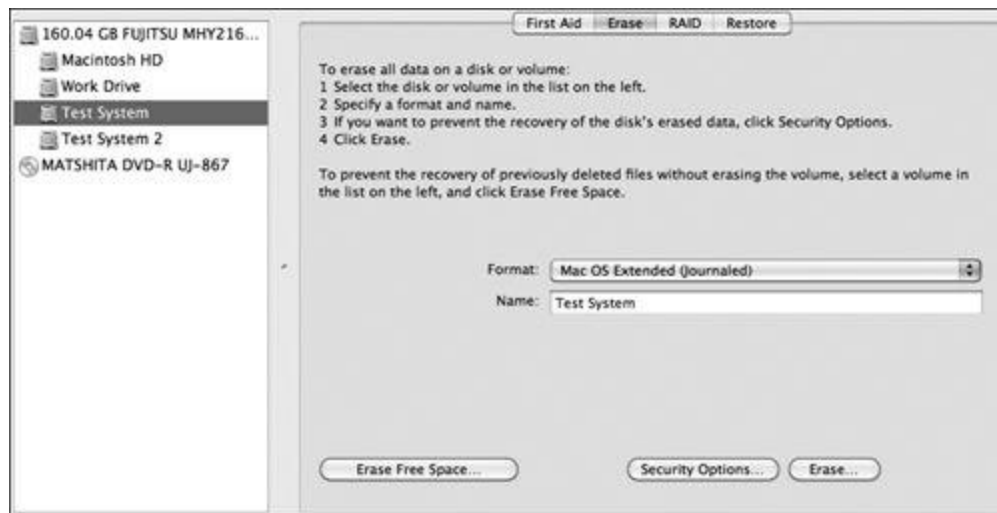 160.04 GB FUJITSU MHY216...
Macintosh HD
Work Drive
Test System
Test System 2
MATSHITA DVD-R UJ-867
First Aid Erase RAID Restore
To erase all data on a disk or volume:
1 Select the disk or volume in the list on the left.
2 Specify a format and name.
3 If you want to prevent the recovery of the disk's erased data, click Security Options.
4 Click Erase.
To prevent the recovery of previously deleted files without erasing the volume, select a volume in
the list on the left, and click Erase Free Space.
Format: Mac OS Extended (Journaled)
Name: Test System
Erase Free Space... Security Options... Erase...